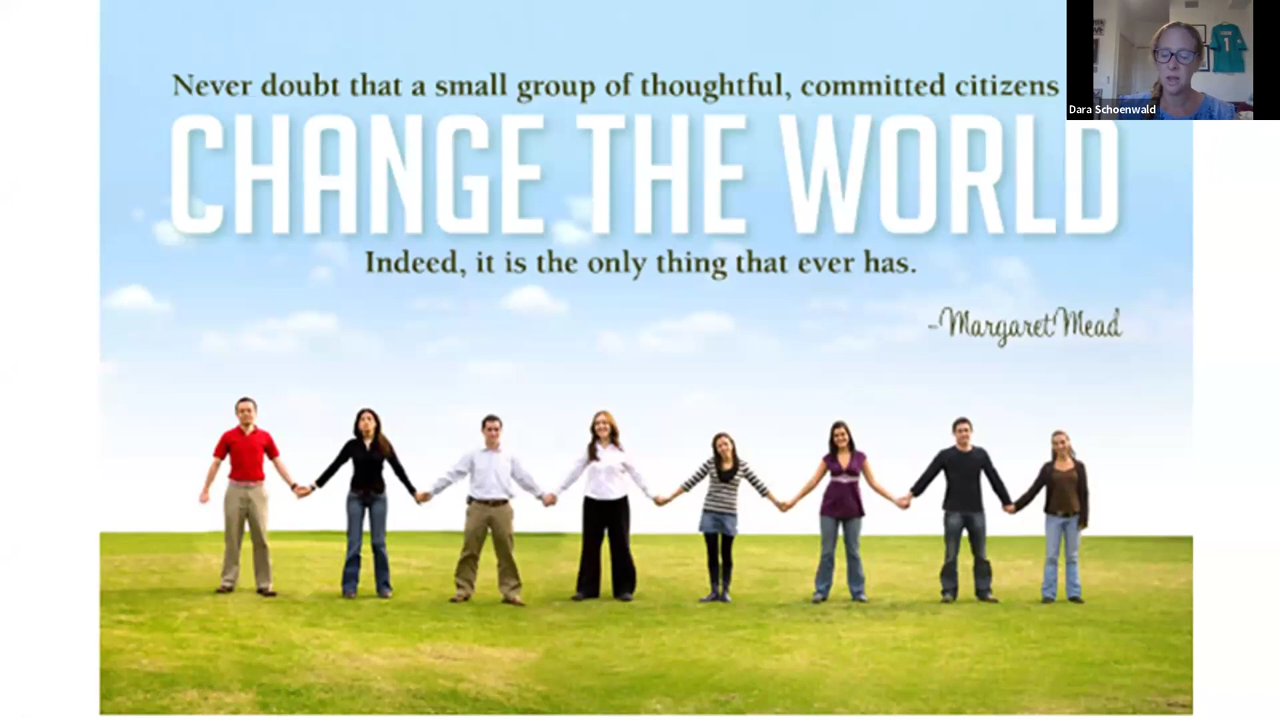 Never doubt that a small group of thoughtful, committed citizens
CHANGE THE WORLD
Indeed, it is the only thing that ever has.
-Margaret Mead
Dara Schoenwald
1